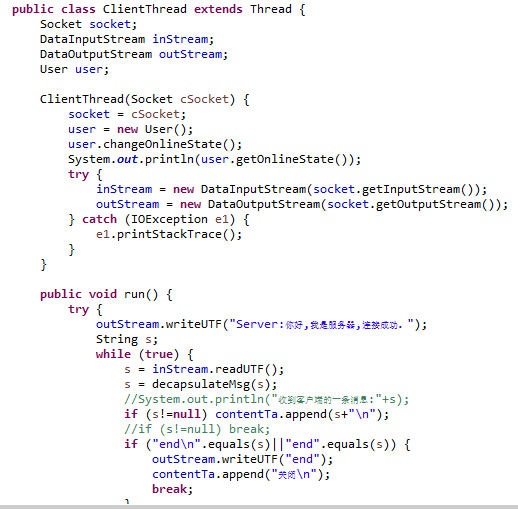 public class ClientThread extends Thread {
    Socket socket;
    DataInputStream inStream;
    DataOutputStream outStream;
    User user;

    ClientThread(Socket cSocket) {
        socket = cSocket;
        user = new User();
        user.changeOnlineState();
        System.out.println(user.getOnlineState());
        try {
            inStream = new DataInputStream(socket.getInputStream());
            outStream = new DataOutputStream(socket.getOutputStream());
        } catch (IOException e1) {
            e1.printStackTrace();
        }
    }

    public void run() {
        try {
            outStream.writeUTF("Server:你好,我是服务器,连接成功.");
            String s;
            while (true) {
                s = inStream.readUTF();
                s = decapsulateMsg(s);
                //System.out.println("收到客户端的一条消息:"+s);
                if (s!=null) contentTa.append(s+"\n");
                //if (s!=null) break;
                if ("end\n".equals(s)||"end".equals(s)) {
                    outStream.writeUTF("end");
                    contentTa.append("关闭\n");
                    break;